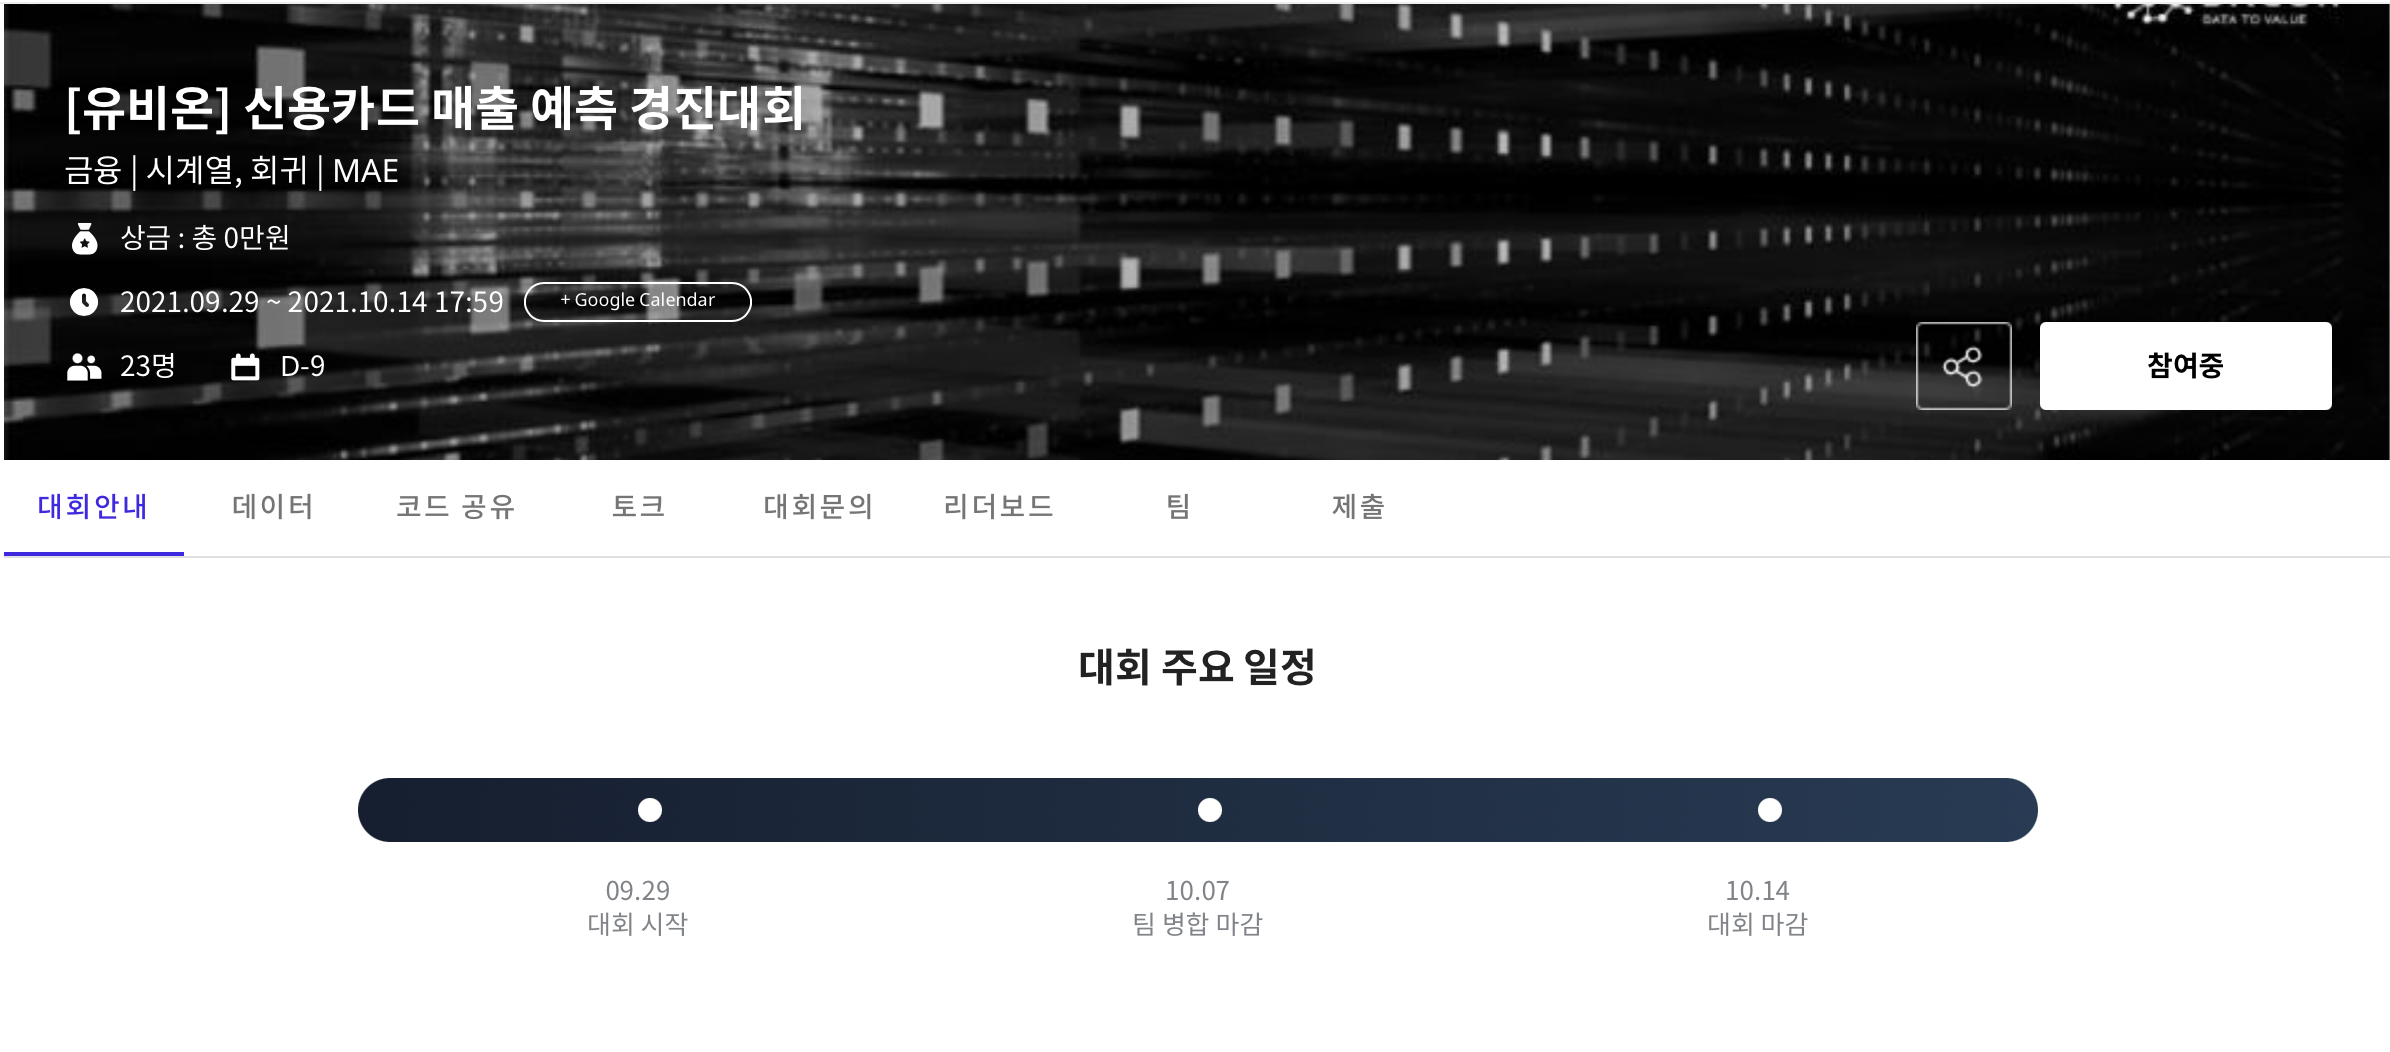 DATA TO VALUE
[유비온] 신용카드 매출 예측 경진대회
금융 | 시계열, 회귀 | MAE
상금 : 총 0만원
2021.09.29 ~ 2021.10.14 17:59 + Google Calendar
23명 D-9
참여중
대회안내 데이터 코드 공유 토크 대회문의 리더보드 팀 제출
대회 주요 일정
09.29 10.07 10.14
대회 시작 팀 병합 마감 대회 마감